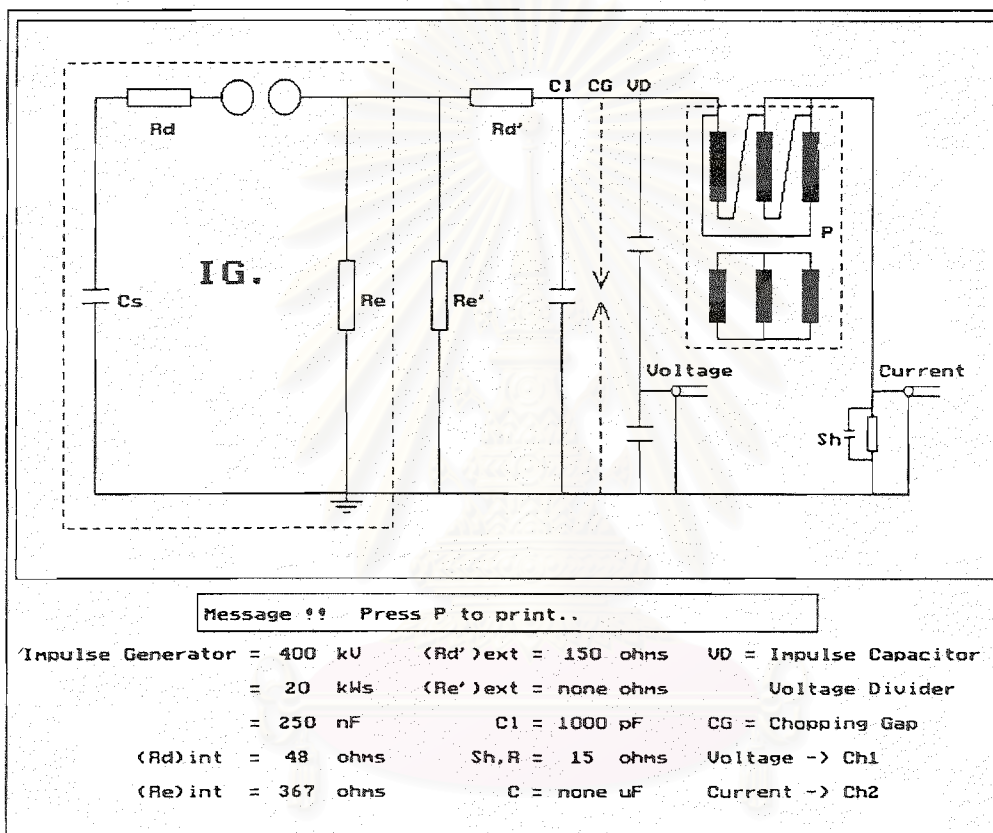 C1 CG VD
Rd
Rd'
P
IG.
Cs
Re
Re'
Voltage
Current
Sh
Message !! Press P to print..
Impulse Generator = 400 kV (Rd')ext = 150 ohms VD = Impulse Capacitor
= 20 kWs (Re')ext = none ohms Voltage Divider
= 250 nF C1 = 1000 pF CG = Chopping Gap
(Rd)int = 48 ohms Sh,R = 15 ohms Voltage -> Ch1
(Re)int = 367 ohms C = none uF Current -> Ch2